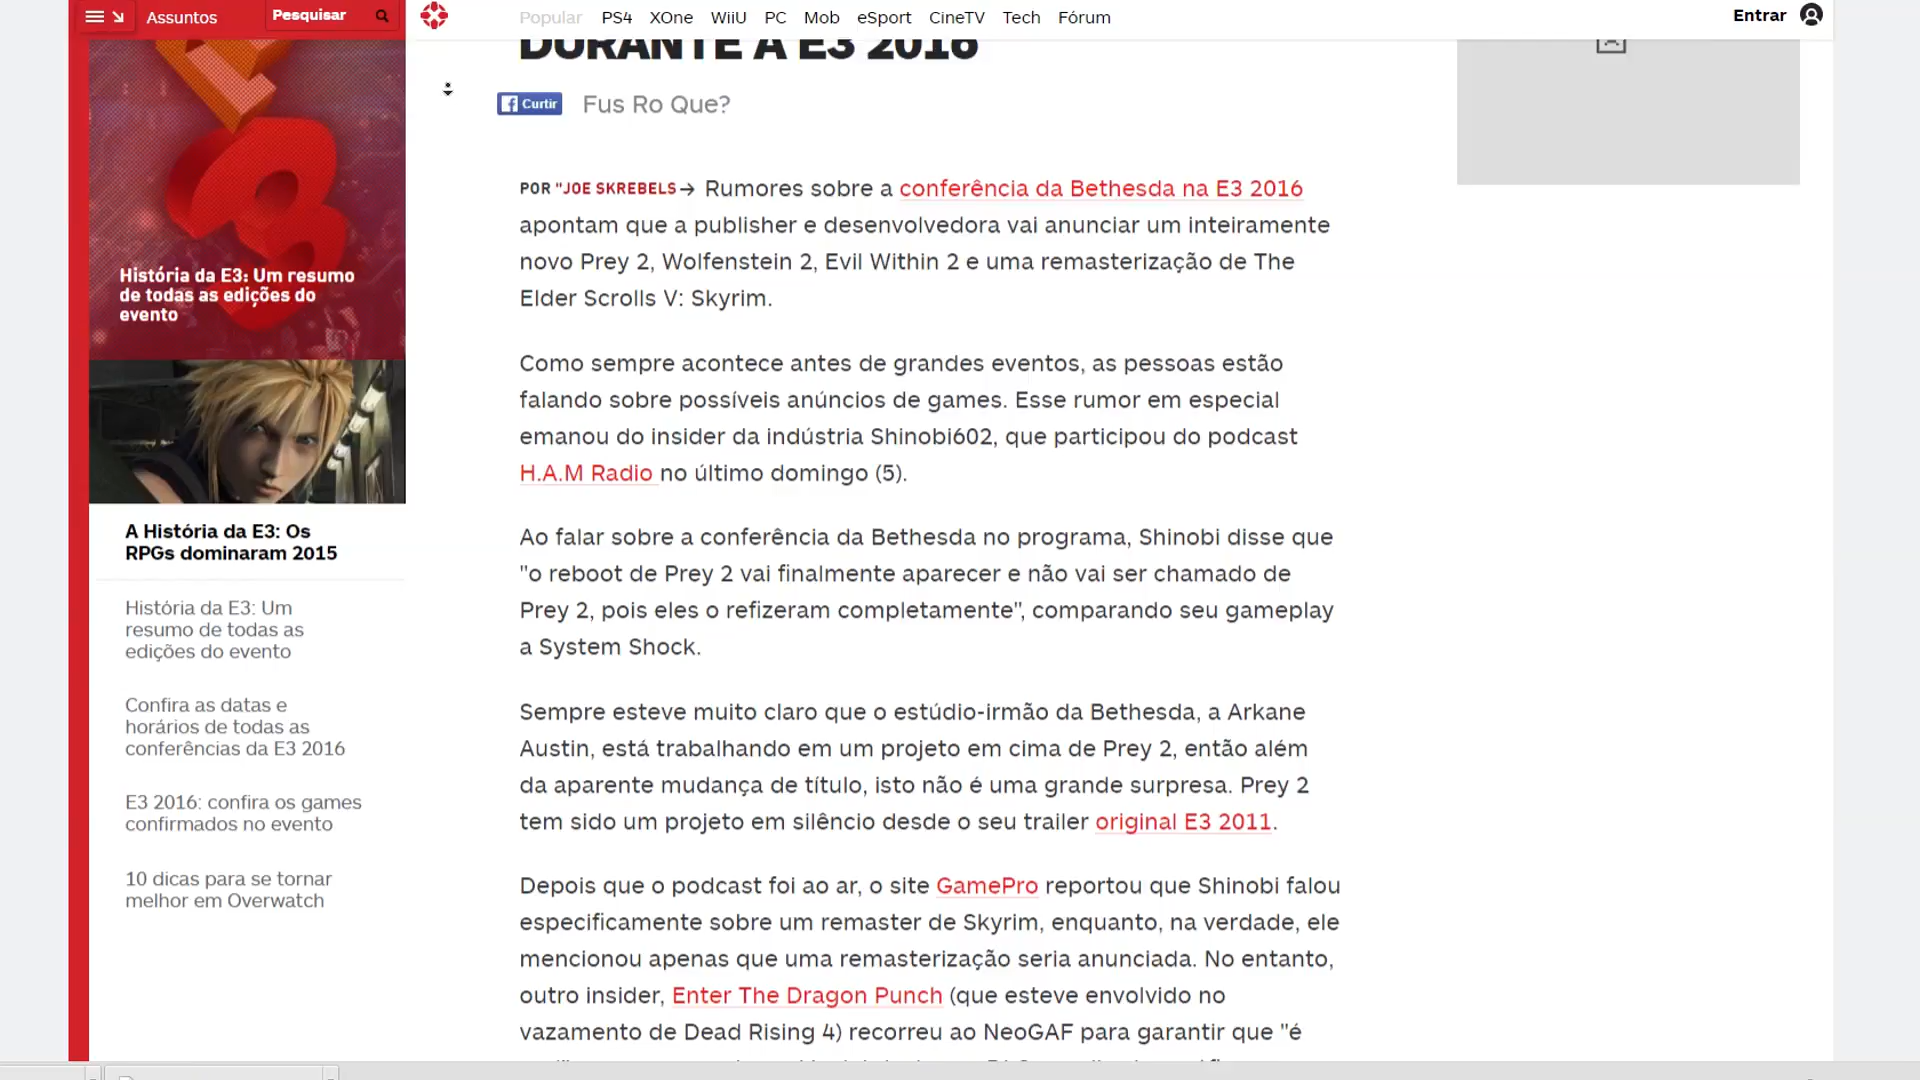 Assuntos
Pesquisar
Popular PS4 XOne WiiU PC Mob eSport CineTV Tech Fórum
Entrar
DURANTE A E3 2016
Curtir
Fus Ro Que?
POR "JOE SKREBELS→ Rumores sobre a conferência da Bethesda na E3 2016
apontam que a publisher e desenvolvedora vai anunciar um inteiramente
novo Prey 2, Wolfenstein 2, Evil Within 2 e uma remasterização de The
Elder Scrolls V: Skyrim.
Como sempre acontece antes de grandes eventos, as pessoas estão
falando sobre possíveis anúncios de games. Esse rumor em especial
emanou do insider da indústria Shinobi602, que participou do podcast
H.A.M Radio no último domingo (5).
Ao falar sobre a conferência da Bethesda no programa, Shinobi disse que
"o reboot de Prey 2 vai finalmente aparecer e não vai ser chamado de
Prey 2, pois eles o refizeram completamente", comparando seu gameplay
a System Shock.
Sempre esteve muito claro que o estúdio-irmão da Bethesda, a Arkane
Austin, está trabalhando em um projeto em cima de Prey 2, então além
da aparente mudança de título, isto não é uma grande surpresa. Prey 2
tem sido um projeto em silêncio desde o seu trailer original E3 2011.
Depois que o podcast foi ao ar, o site GamePro reportou que Shinobi falou
especificamente sobre um remaster de Skyrim, enquanto, na verdade, ele
mencionou apenas que uma remasterização seria anunciada. No entanto,
outro insider, Enter The Dragon Punch (que esteve envolvido no
vazamento de Dead Rising 4) recorreu ao NeoGAF para garantir que "é
História da E3: Um resumo
de todas as edições do
evento
A História da E3: Os
RPGs dominaram 2015
História da E3: Um
resumo de todas as
edições do evento
Confira as datas e
horários de todas as
conferências da E3 2016
E3 2016: confira os games
confirmados no evento
10 dicas para se tornar
melhor em Overwatch